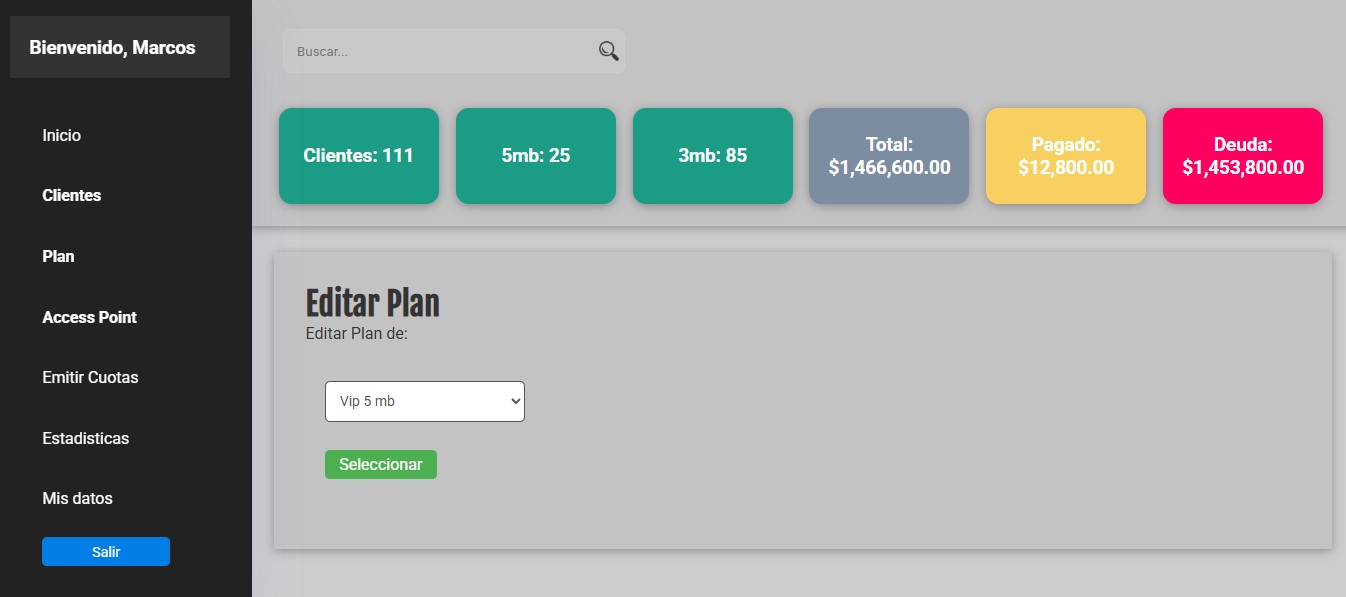 Bienvenido, Marcos
Inicio
Clientes
Plan
Access Point
Emitir Cuotas
Estadisticas
Mis datos
Salir
Buscar...
Clientes: 111
5mb: 25
3mb: 85
Total:
$1,466,600.00
Pagado:
$12,800.00
Deuda:
$1,453,800.00
Editar Plan
Editar Plan de:
Vip 5 mb
Seleccionar